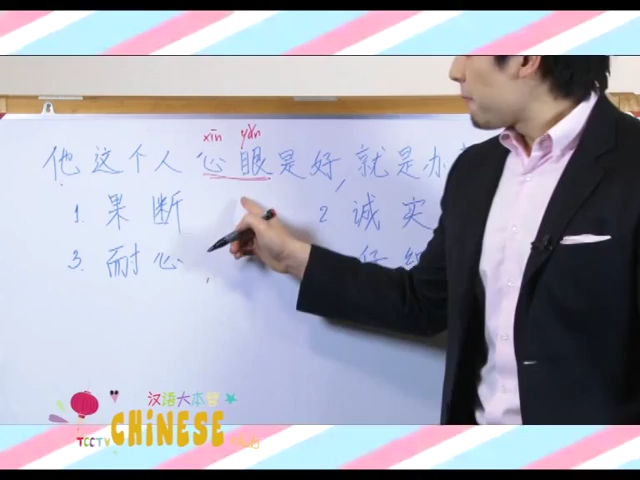 xīn yǎn
他这个人心眼是好,就是办
1. 果断 2 诚实
3. 耐心
汉语大本
TCCTV CHINESE